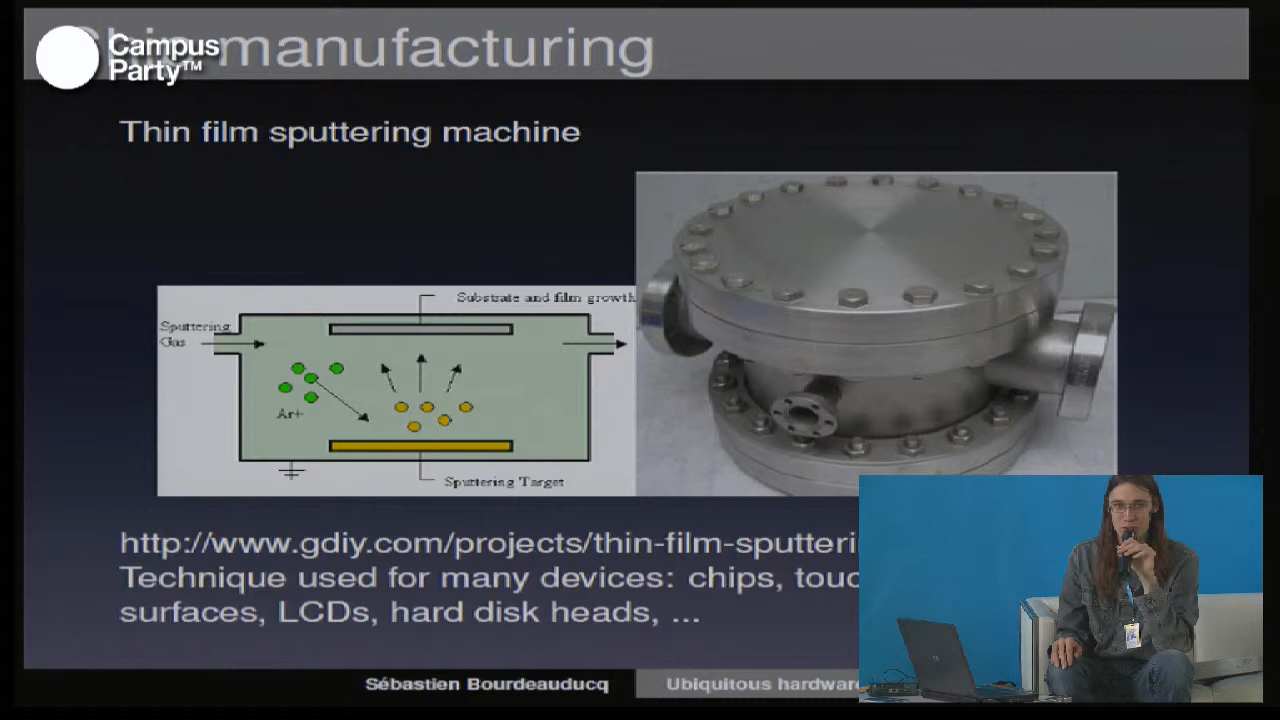 Campus
Party™
manufacturing
Thin film sputtering machine
Substrate and film growth
Sputtering
Gas
Ar+
Sputtering Target
http://www.gdiy.com/projects/thin-film-sputteri
Technique used for many devices: chips, touc
surfaces, LCDs, hard disk heads, ...
Sébastien Bourdeauducq
Ubiquitous hardware